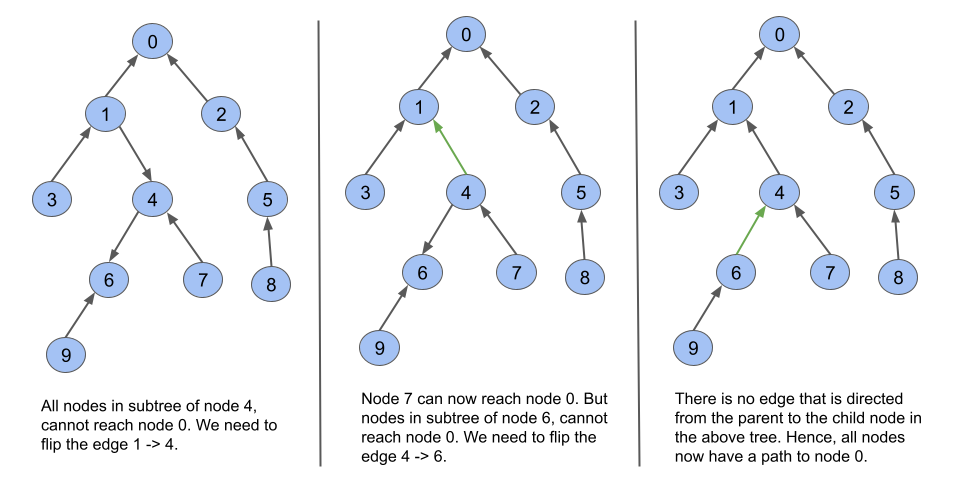 0
1
2
3
4
5
6
7
8
9
All nodes in subtree of node 4,
cannot reach node 0. We need to
flip the edge 1 -> 4.
0
1
2
3
4
5
6
7
8
9
Node 7 can now reach node 0. But
nodes in subtree of node 6, cannot
reach node 0. We need to flip the
edge 4 -> 6.
0
1
2
3
4
5
6
7
8
9
There is no edge that is directed
from the parent to the child node in
the above tree. Hence, all nodes
now have a path to node 0.